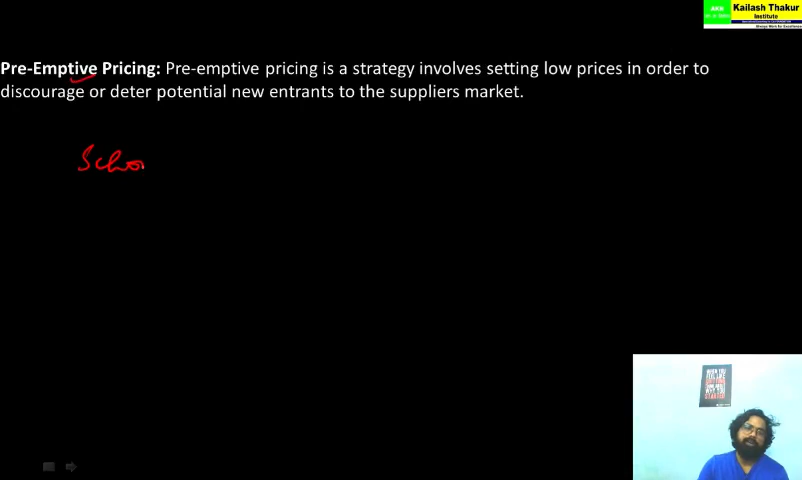 Kailash Thakur
Institute
Pre-Emptive Pricing: Pre-emptive pricing is a strategy involves setting low prices in order to
discourage or deter potential new entrants to the suppliers market.
Scho